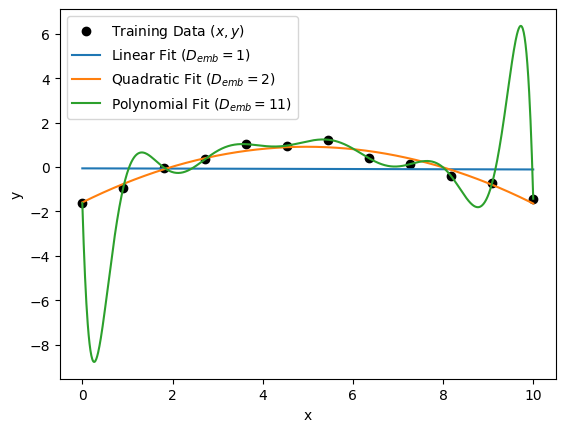 Training Data (x, y)
Linear Fit (D_emb = 1)
Quadratic Fit (D_emb = 2)
Polynomial Fit (D_emb = 11)
6
4
2
0
−2
−4
−6
−8
y
0 2 4 6 8 10
x